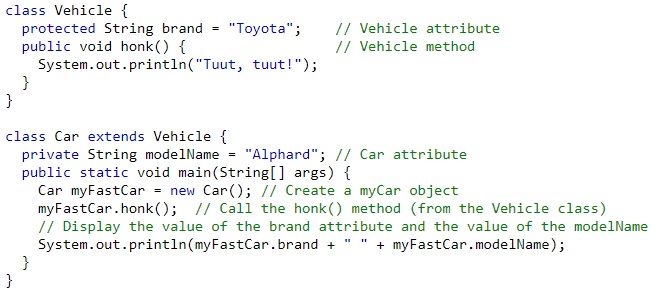 class Vehicle {
  protected String brand = "Toyota";    // Vehicle attribute
  public void honk() {                  // Vehicle method
    System.out.println("Tuut, tuut!");
  }
}

class Car extends Vehicle {
  private String modelName = "Alphard"; // Car attribute
  public static void main(String[] args) {
    Car myFastCar = new Car(); // Create a myCar object
    myFastCar.honk();  // Call the honk() method (from the Vehicle class)
    // Display the value of the brand attribute and the value of the modelName
    System.out.println(myFastCar.brand + " " + myFastCar.modelName);
  }
}